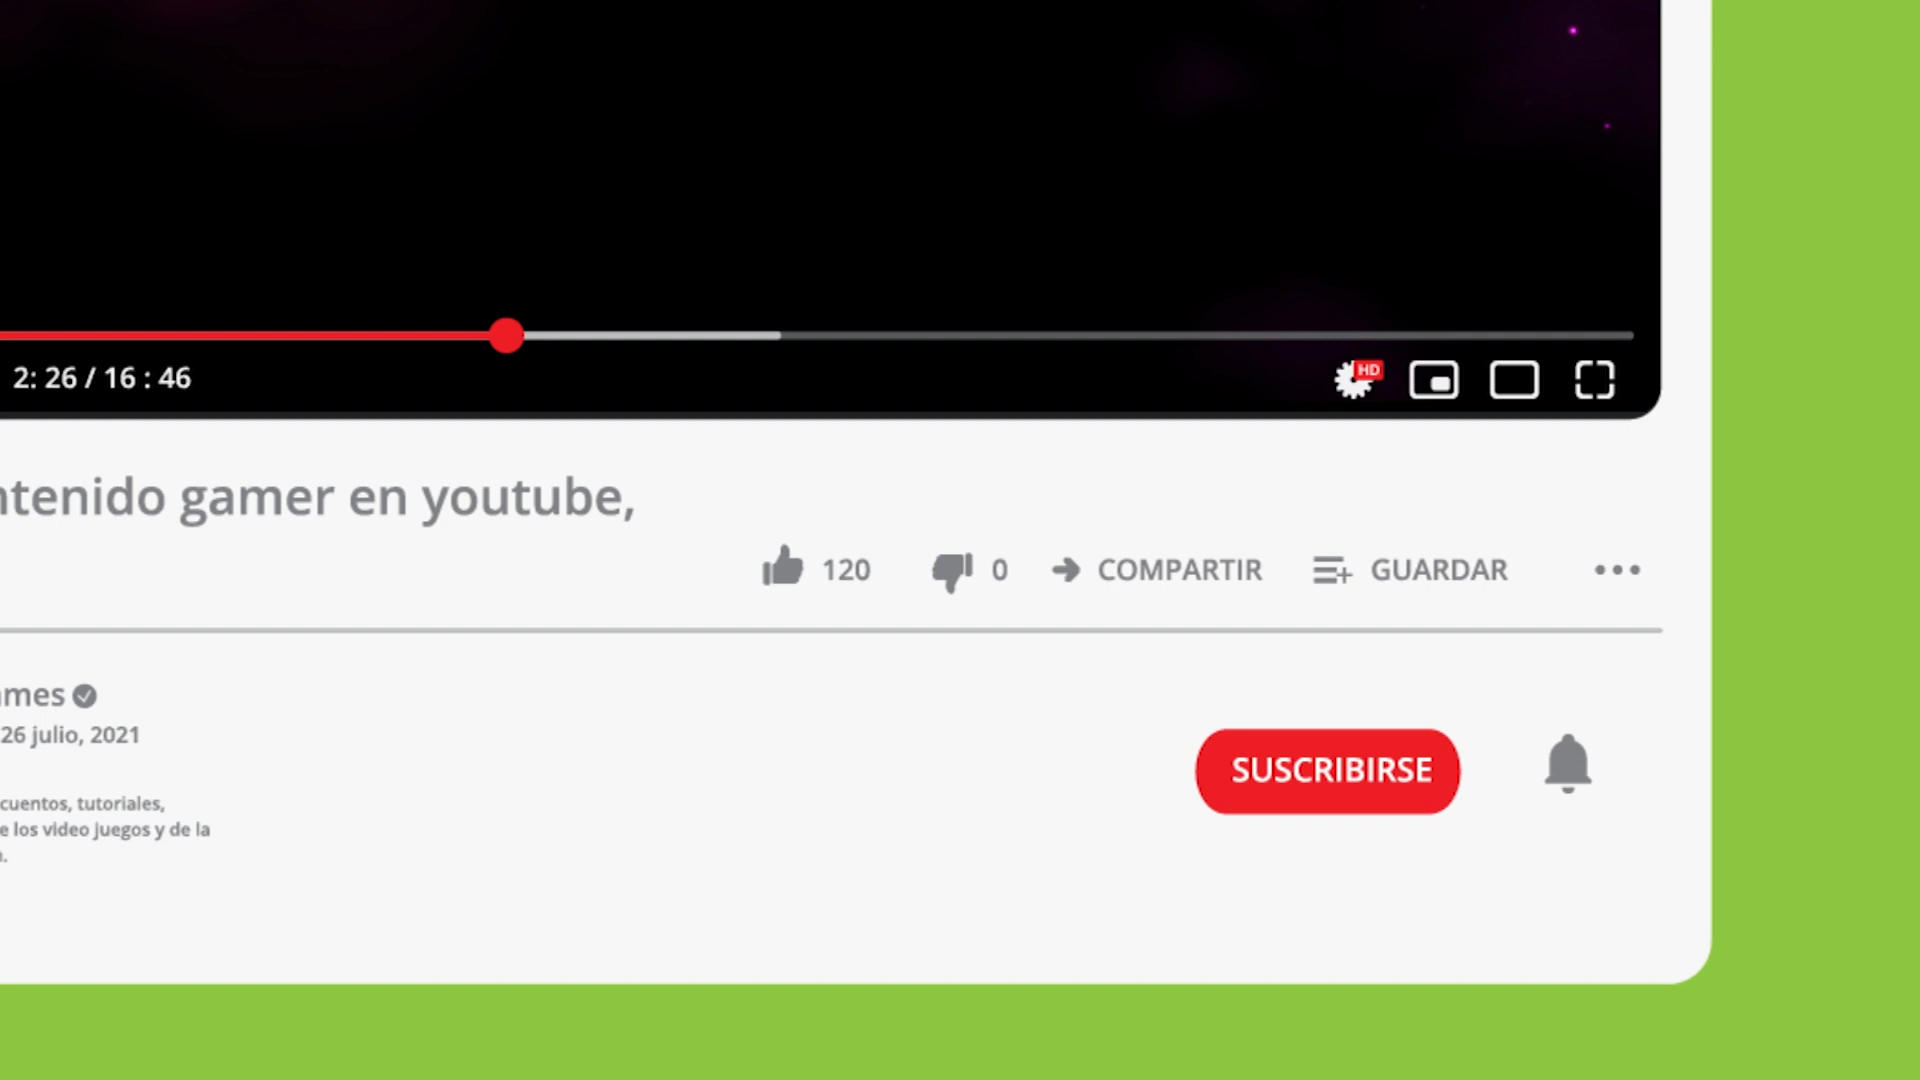 HD
2: 26 / 16 : 46
ntenido gamer en youtube,
120 0 COMPARTIR GUARDAR
mes
26 julio, 2021
SUSCRIBIRSE
cuentos, tutoriales,
e los video juegos y de la